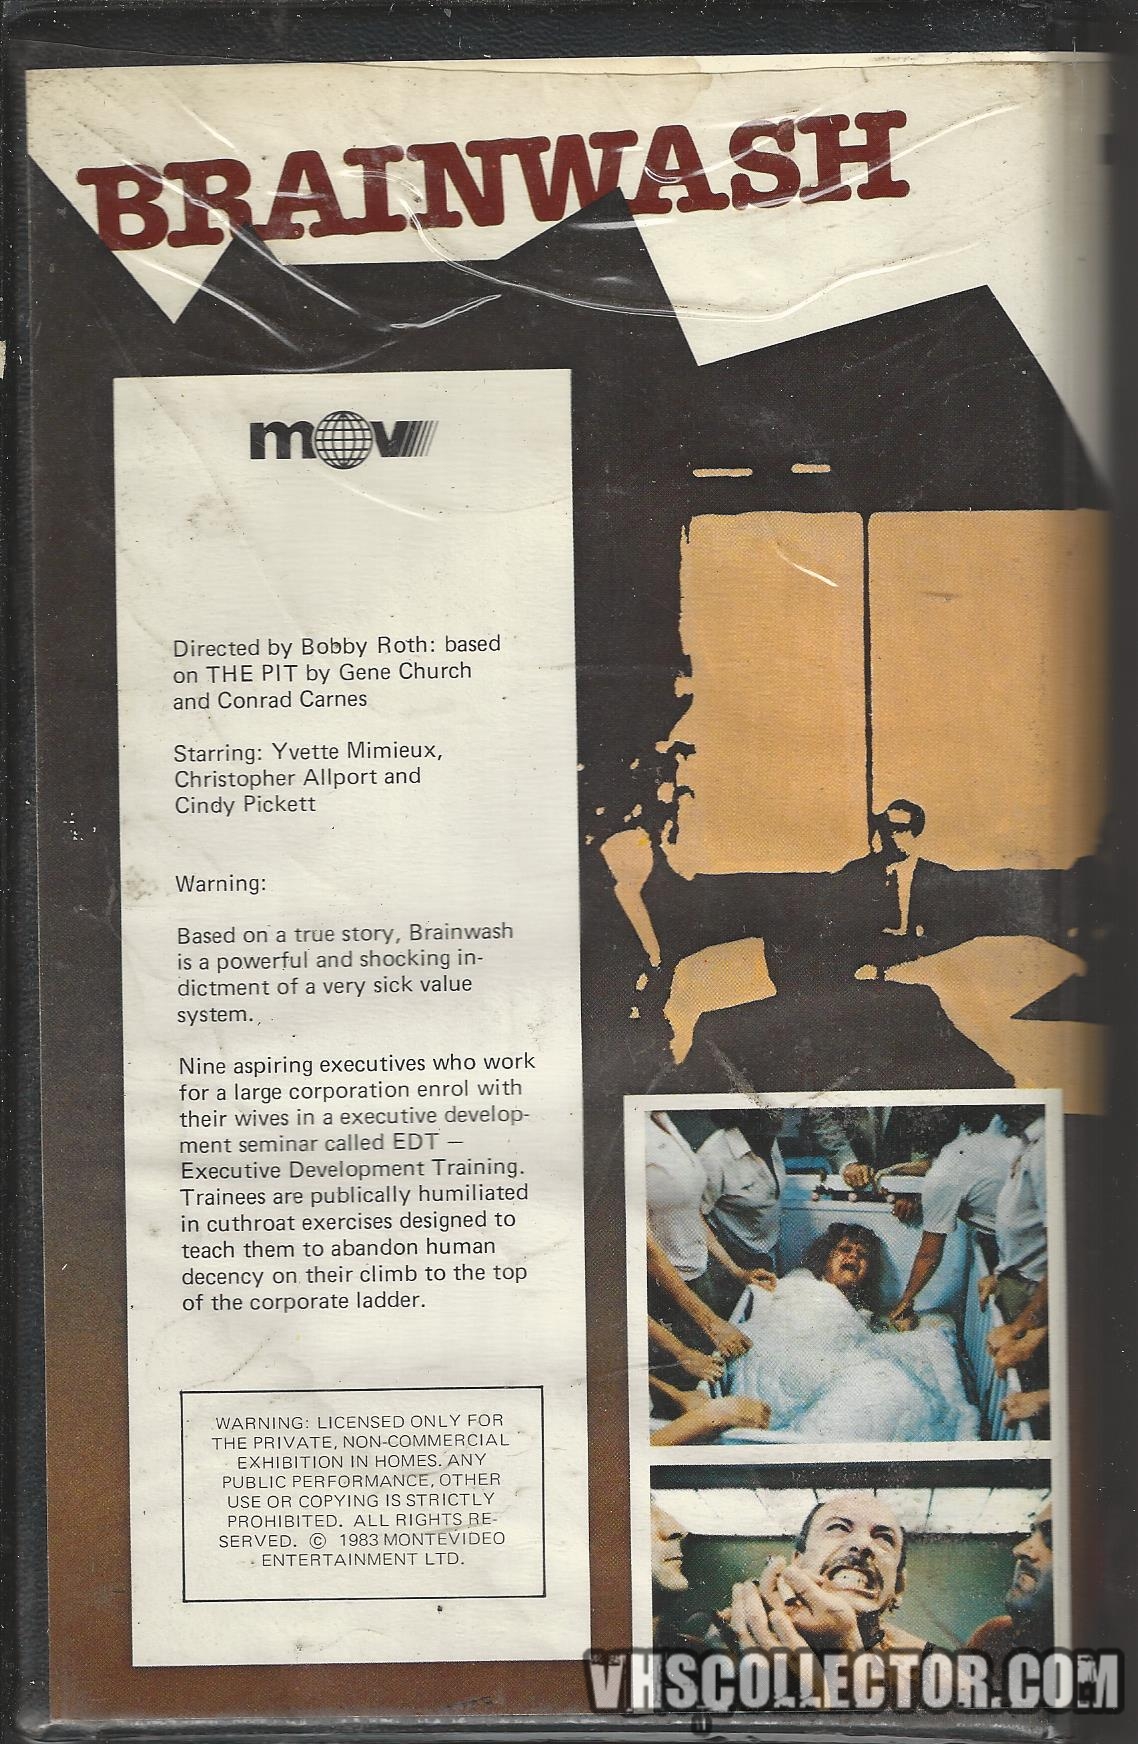 BRAINWASH
mov
Directed by Bobby Roth: based
on THE PIT by Gene Church
and Conrad Carnes
Starring: Yvette Mimieux,
Christopher Allport and
Cindy Pickett
Warning:
Based on a true story, Brainwash
is a powerful and shocking in-
dictment of a very sick value
system.
Nine aspiring executives who work
for a large corporation enrol with
their wives in a executive develop-
ment seminar called EDT —
Executive Development Training.
Trainees are publically humiliated
in cuthroat exercises designed to
teach them to abandon human
decency on their climb to the top
of the corporate ladder.
WARNING: LICENSED ONLY FOR
THE PRIVATE, NON-COMMERCIAL
EXHIBITION IN HOMES. ANY
PUBLIC PERFORMANCE, OTHER
USE OR COPYING IS STRICTLY
PROHIBITED. ALL RIGHTS RE-
SERVED. © 1983 MONTEVIDEO
ENTERTAINMENT LTD.
VHSCOLLECTOR.COM